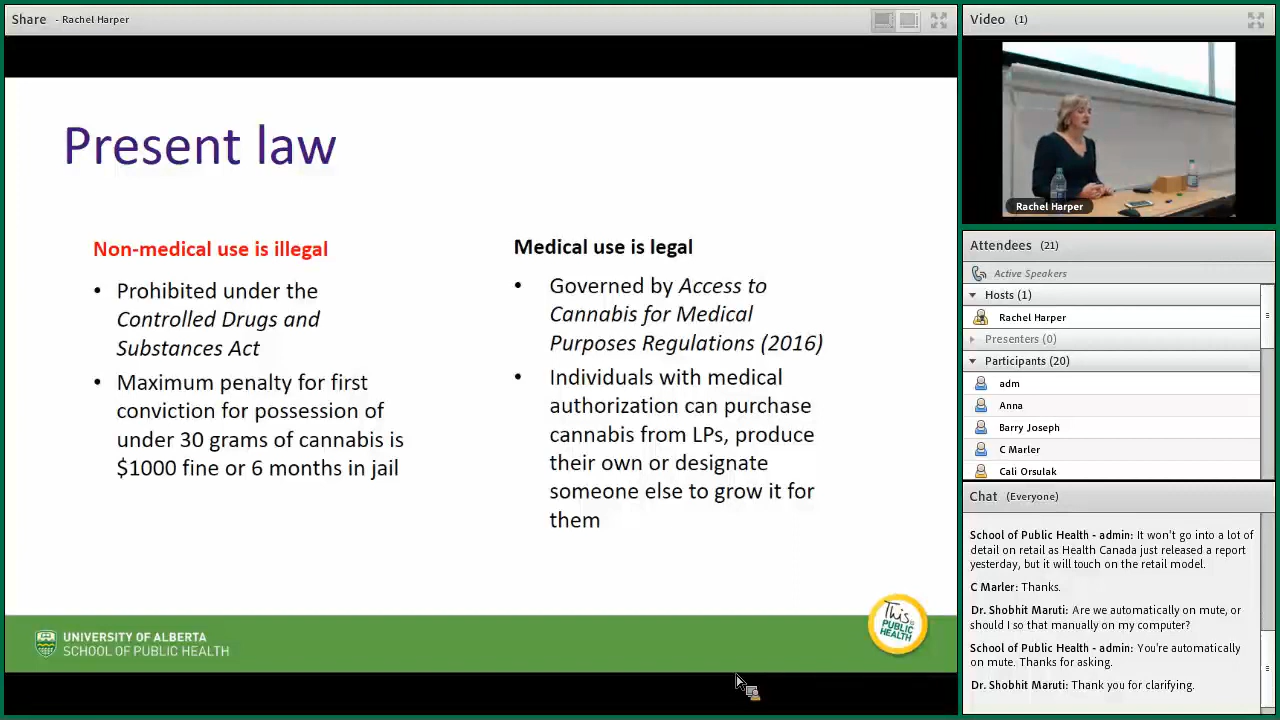 Share - Rachel Harper
Present law
Non-medical use is illegal
• Prohibited under the
Controlled Drugs and
Substances Act
• Maximum penalty for first
conviction for possession of
under 30 grams of cannabis is
$1000 fine or 6 months in jail
Medical use is legal
• Governed by Access to
Cannabis for Medical
Purposes Regulations (2016)
• Individuals with medical
authorization can purchase
cannabis from LPs, produce
their own or designate
someone else to grow it for
them
UNIVERSITY OF ALBERTA
SCHOOL OF PUBLIC HEALTH
This is
PUBLIC
HEALTH
Video (1)
Rachel Harper
Attendees (21)
Active Speakers
Hosts (1)
Rachel Harper
Presenters (0)
Participants (20)
adm
Anna
Barry Joseph
C Marler
Cali Orsulak
Chat (Everyone)
School of Public Health - admin: It won't go into a lot of
detail on retail as Health Canada just released a report
yesterday, but it will touch on the retail model.
C Marler: Thanks.
Dr. Shobhit Maruti: Are we automatically on mute, or
should I so that manually on my computer?
School of Public Health - admin: You're automatically
on mute. Thanks for asking.
Dr. Shobhit Maruti: Thank you for clarifying.